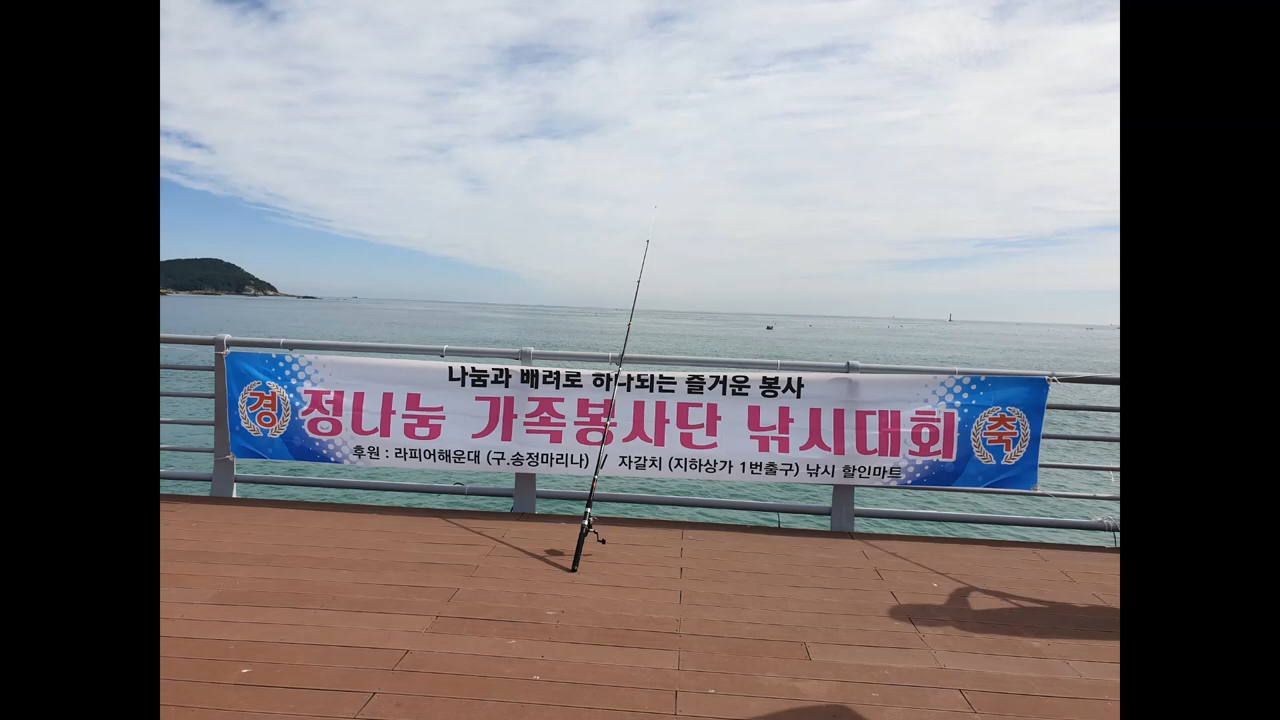 나눔과 배려로 하나되는 즐거운 봉사
경 정나눔 가족봉사단 낚시대회 축
후원 : 라피어해운대 (구.송정마리나) / 자갈치 (지하상가 1번출구) 낚시 할인마트